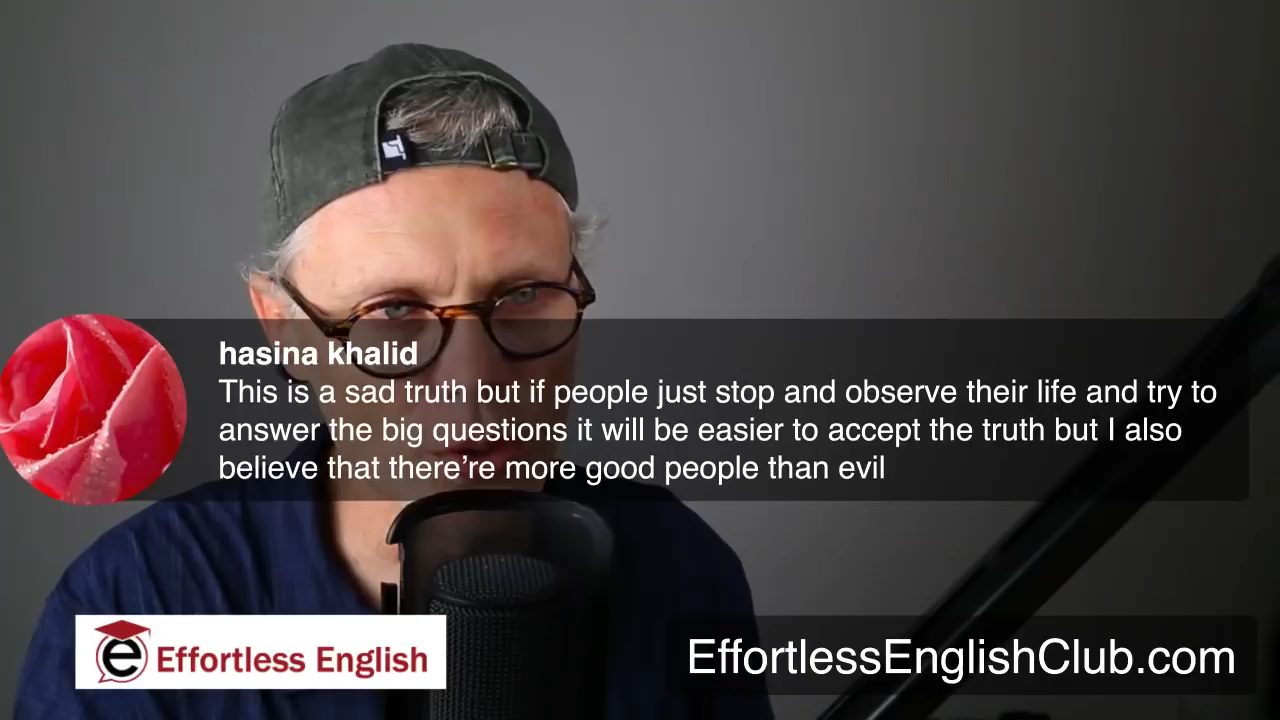 hasina khalid
This is a sad truth but if people just stop and observe their life and try to
answer the big questions it will be easier to accept the truth but I also
believe that there’re more good people than evil
e Effortless English
EffortlessEnglishClub.com